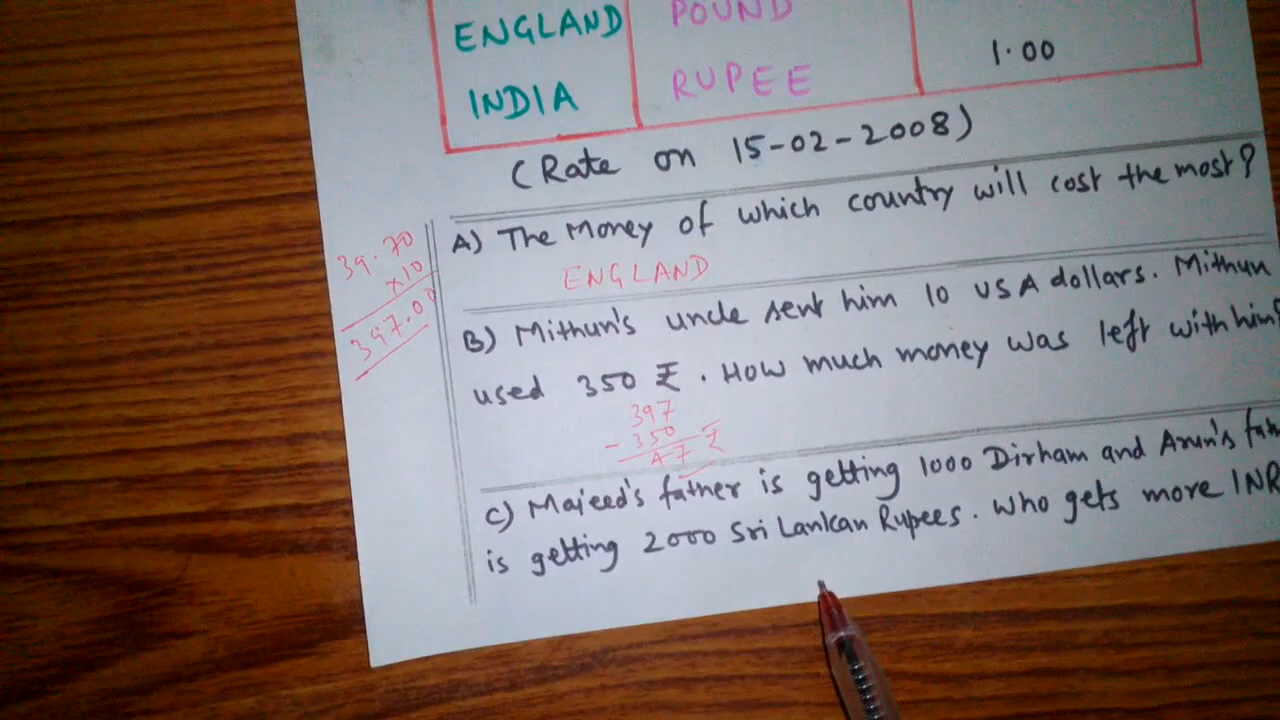 ENGLAND POUND
INDIA RUPEE 1.00
(Rate on 15-02-2008)
A) The Money of which country will cost the most?
ENGLAND
39.70
×10
397.00
B) Mithun's uncle sent him 10 USA dollars. Mithun
used 350 ₹. How much money was left with him?
397
- 350
47 ₹
C) Majeed's father is getting 1000 Dirham and Arun's
is getting 2000 Sri Lankan Rupees. Who gets more INR